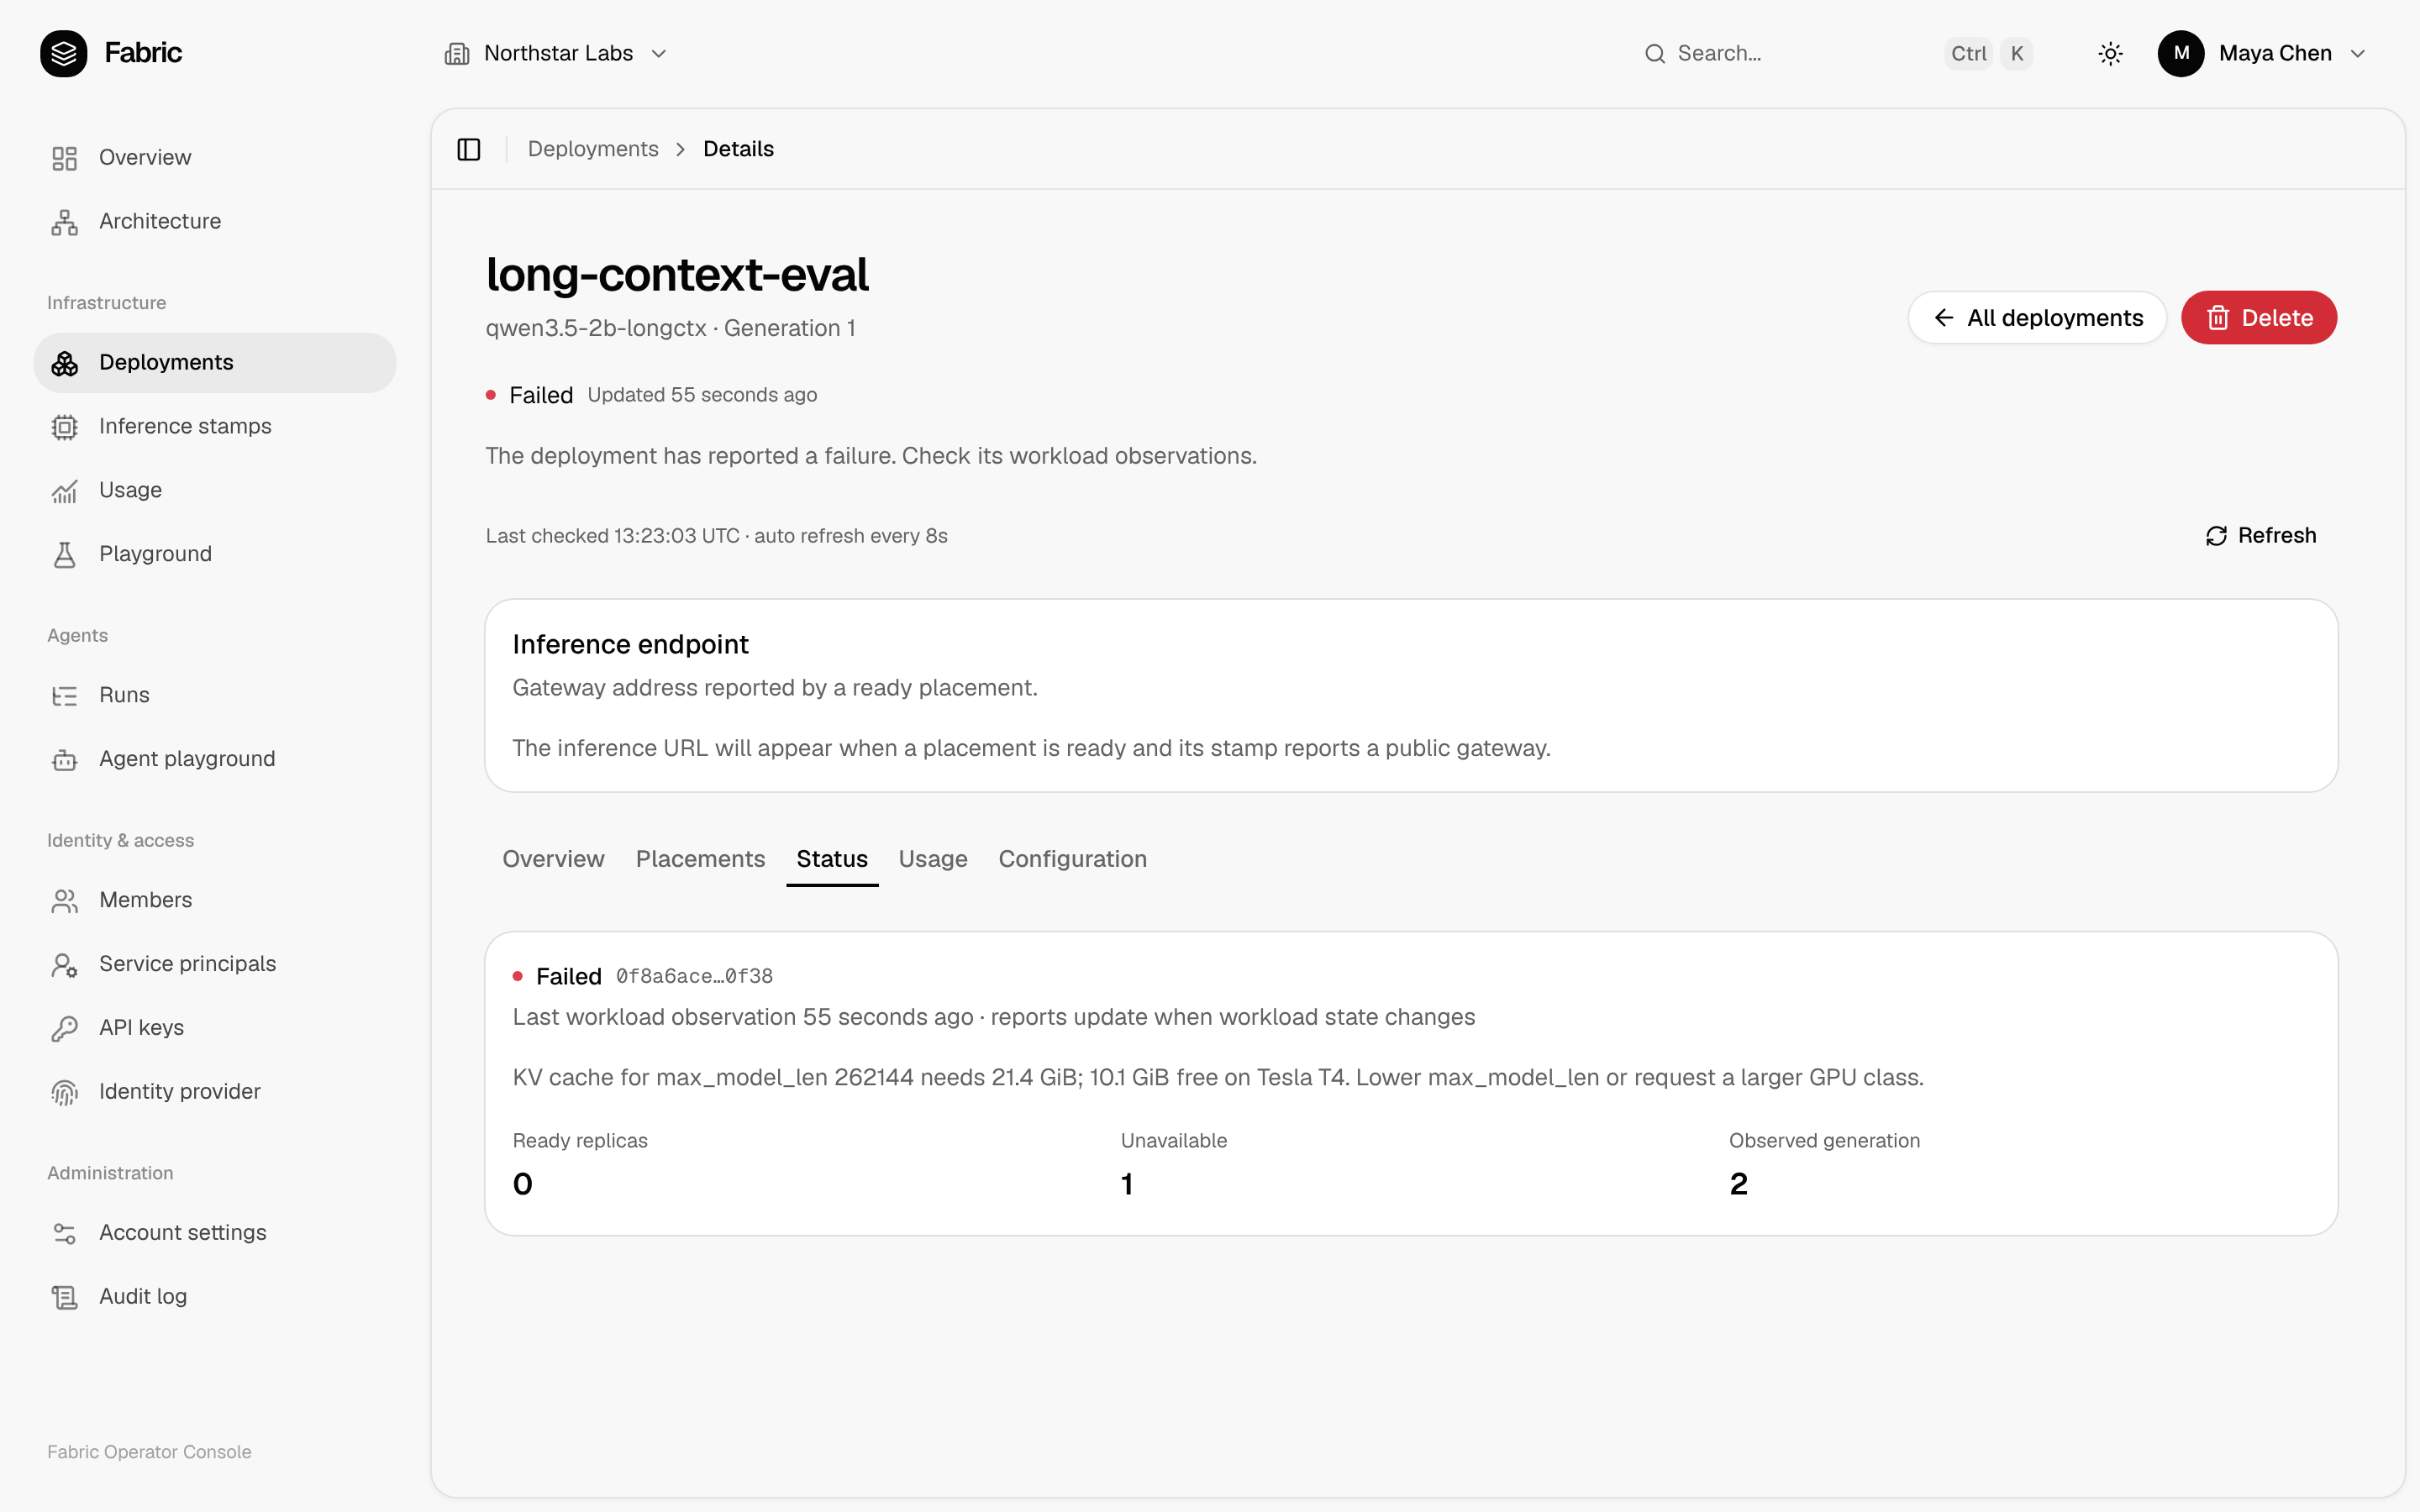 Fabric
Northstar Labs
Search...
Ctrl K
M
Maya Chen
Overview
Architecture
Infrastructure
Deployments
Inference stamps
Usage
Playground
Agents
Runs
Agent playground
Identity & access
Members
Service principals
API keys
Identity provider
Administration
Account settings
Audit log
Fabric Operator Console
Deployments > Details
long-context-eval
qwen3.5-2b-longctx · Generation 1
All deployments
Delete
Failed Updated 55 seconds ago
The deployment has reported a failure. Check its workload observations.
Last checked 13:23:03 UTC · auto refresh every 8s
Refresh
Inference endpoint
Gateway address reported by a ready placement.
The inference URL will appear when a placement is ready and its stamp reports a public gateway.
Overview Placements Status Usage Configuration
Failed 0f8a6ace…0f38
Last workload observation 55 seconds ago · reports update when workload state changes
KV cache for max_model_len 262144 needs 21.4 GiB; 10.1 GiB free on Tesla T4. Lower max_model_len or request a larger GPU class.
Ready replicas Unavailable Observed generation
0 1 2